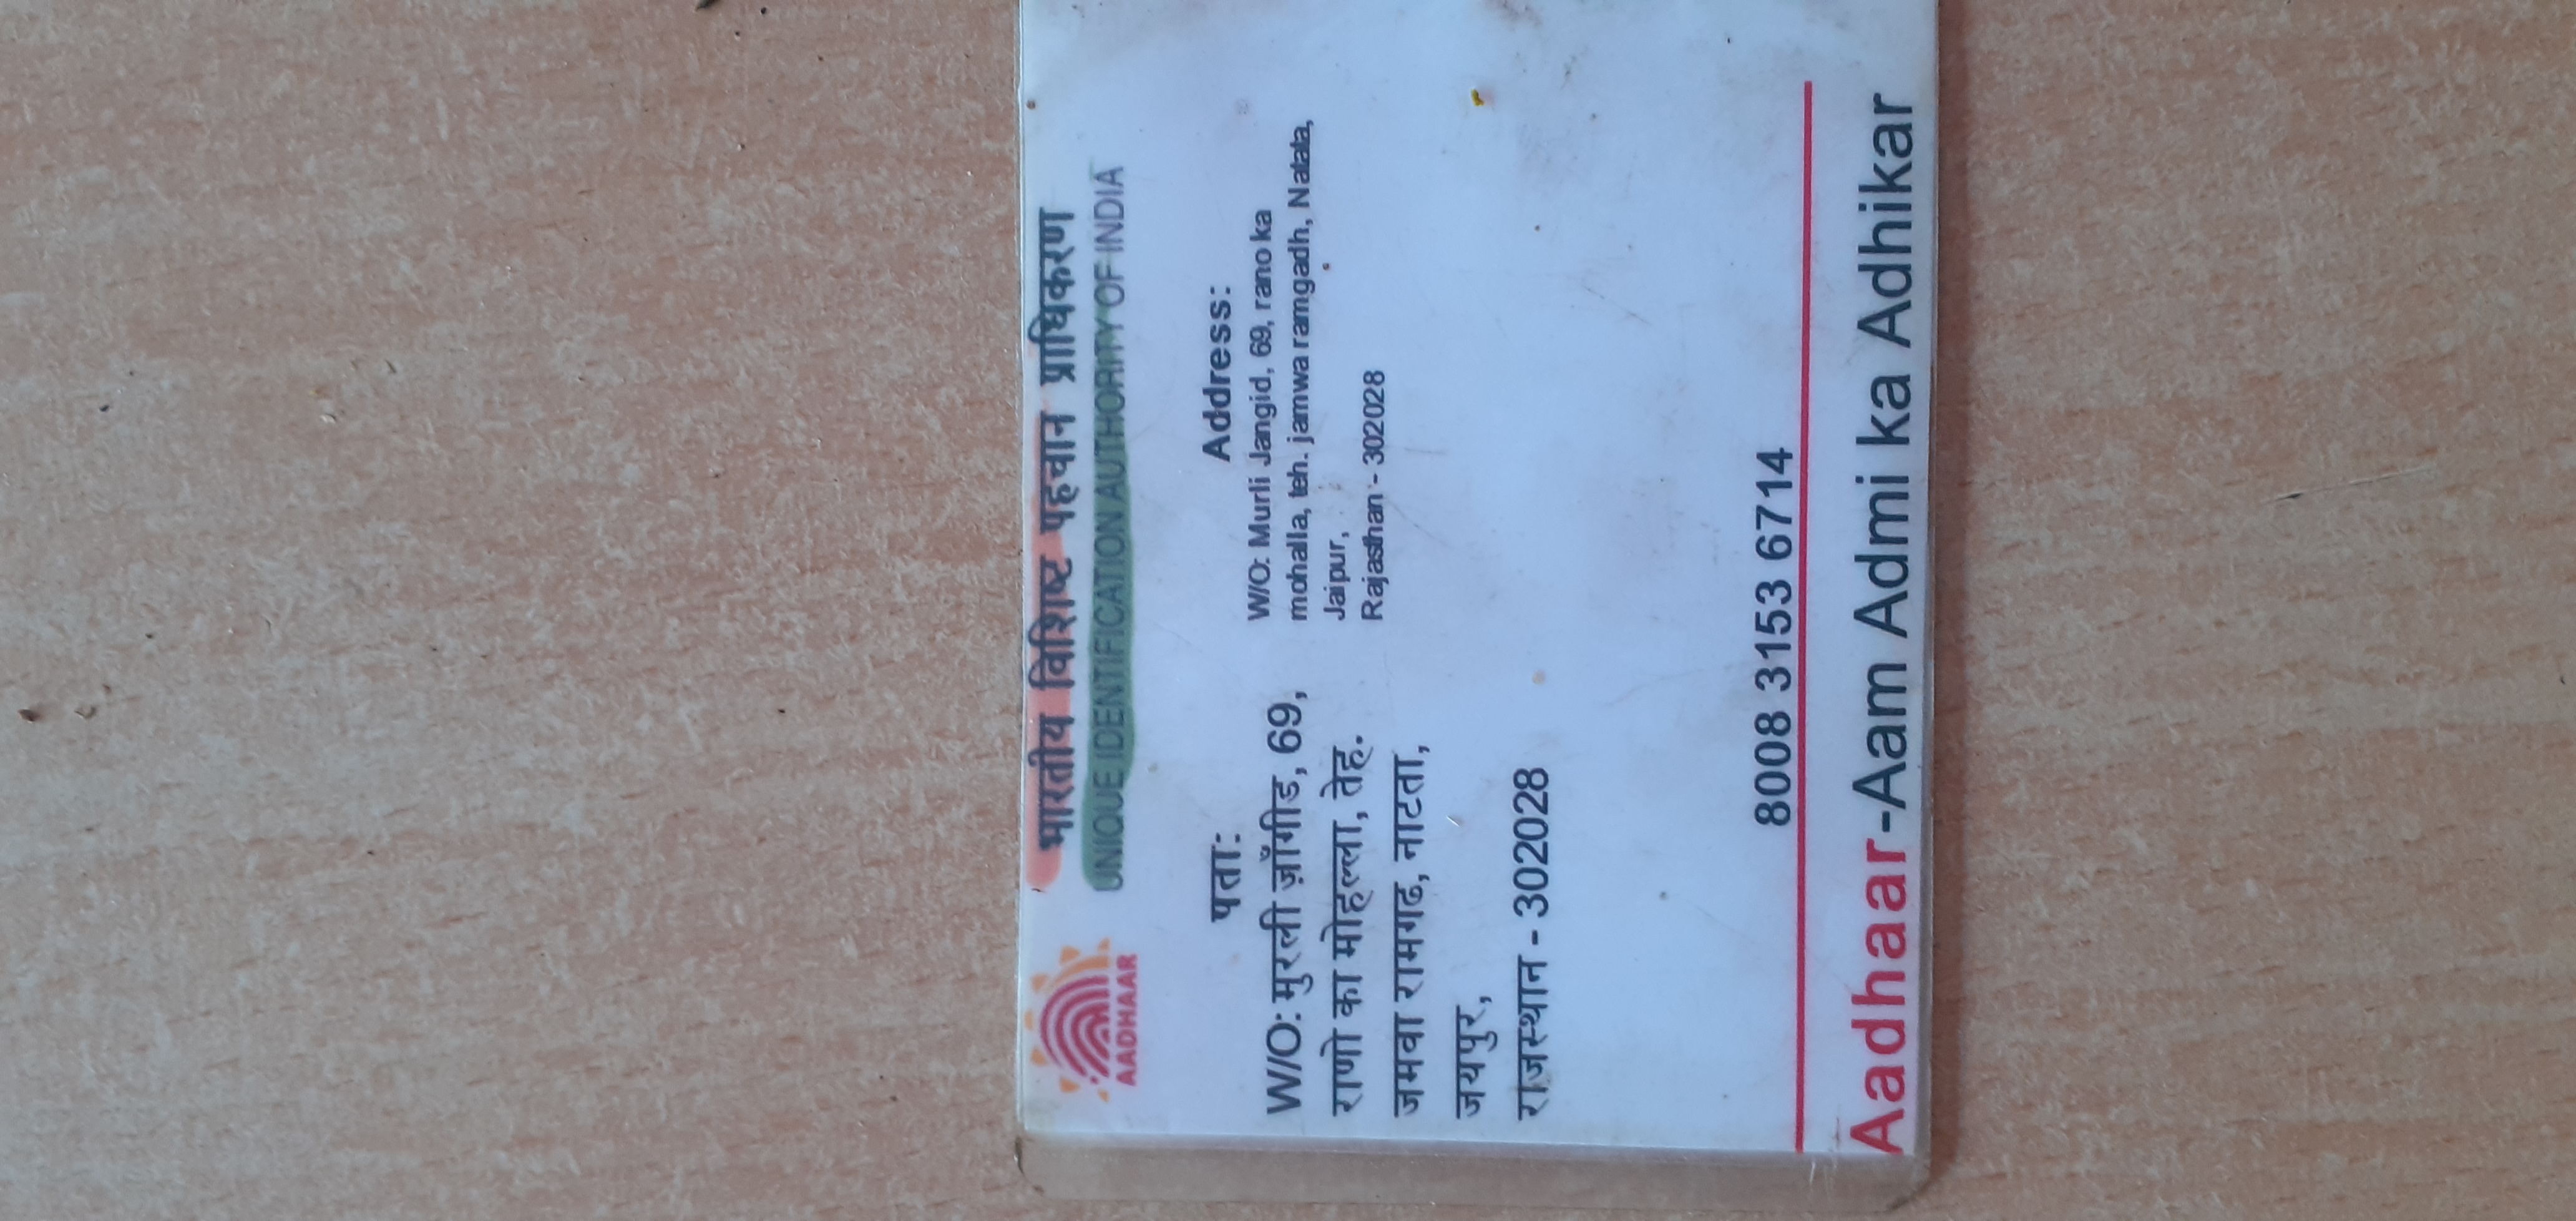 भारतीय विशिष्ट पहचान प्राधिकरण
UNIQUE IDENTIFICATION AUTHORITY OF INDIA
AADHAAR
पता:
W/O: मुरली ज़ाँगीड, 69,
राणो का मोहल्ला, तेह.
जमवा रामगढ, नाटता,
जयपुर,
राजस्थान - 302028
Address:
W/O: Murli Jangid, 69, rano ka
mohalla, teh. jamwa ramgadh, Natata,
Jaipur,
Rajasthan - 302028
8008 3153 6714
Aadhaar-Aam Admi ka Adhikar